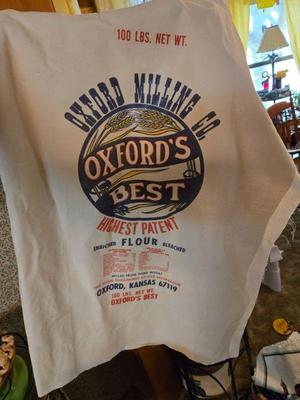 100 LBS. NET WT.
OXFORD MILLING CO.
OXFORD'S
BEST
HIGHEST PATENT
ENRICHED FLOUR BLEACHED
OXFORD, KANSAS 67119
100 LBS. NET WT.
OXFORD'S BEST